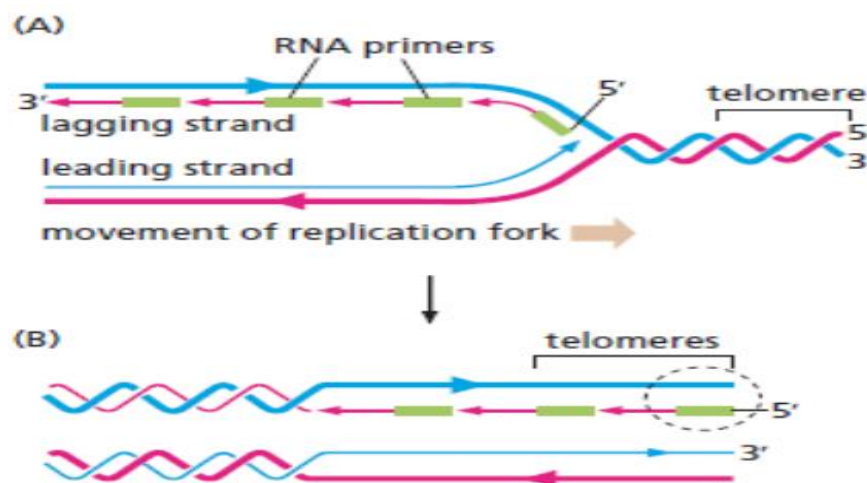 (A)
RNA primers
3'
5'
telomere
lagging strand
5
3
leading strand
movement of replication fork
(B)
telomeres
5'
3'